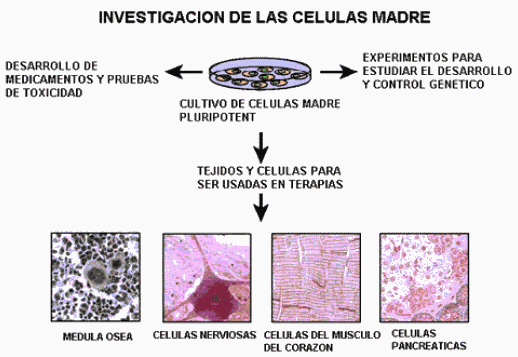 INVESTIGACION DE LAS CELULAS MADRE
DESARROLLO DE
MEDICAMENTOS Y PRUEBAS
DE TOXICIDAD
EXPERIMENTOS PARA
ESTUDIAR EL DESARROLLO
Y CONTROL GENETICO
CULTIVO DE CELULAS MADRE
PLURIPOTENT
TEJIDOS Y CELULAS PARA
SER USADAS EN TERAPIAS
MEDULA OSEA
CELULAS NERVIOSAS
CELULAS DEL MUSCULO
DEL CORAZON
CELULAS
PANCREATICAS